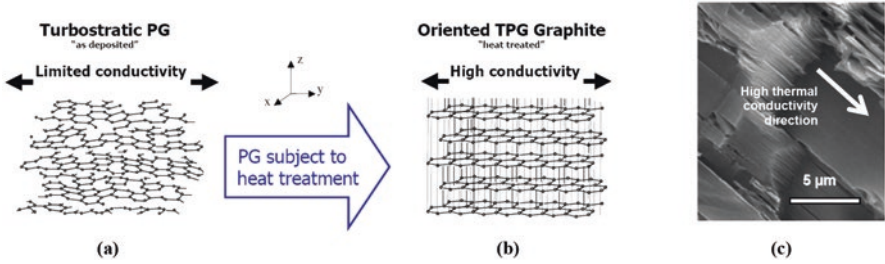 Turbostratic PG
"as deposited"
Limited conductivity
z
y
x
PG subject to
heat treatment
Oriented TPG Graphite
"heat treated"
High conductivity
High thermal
conductivity
direction
5 µm
(a)
(b)
(c)